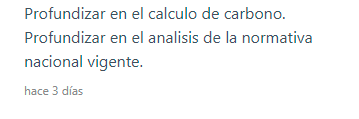 Profundizar en el calculo de carbono.
Profundizar en el analisis de la normativa
nacional vigente.
hace 3 días